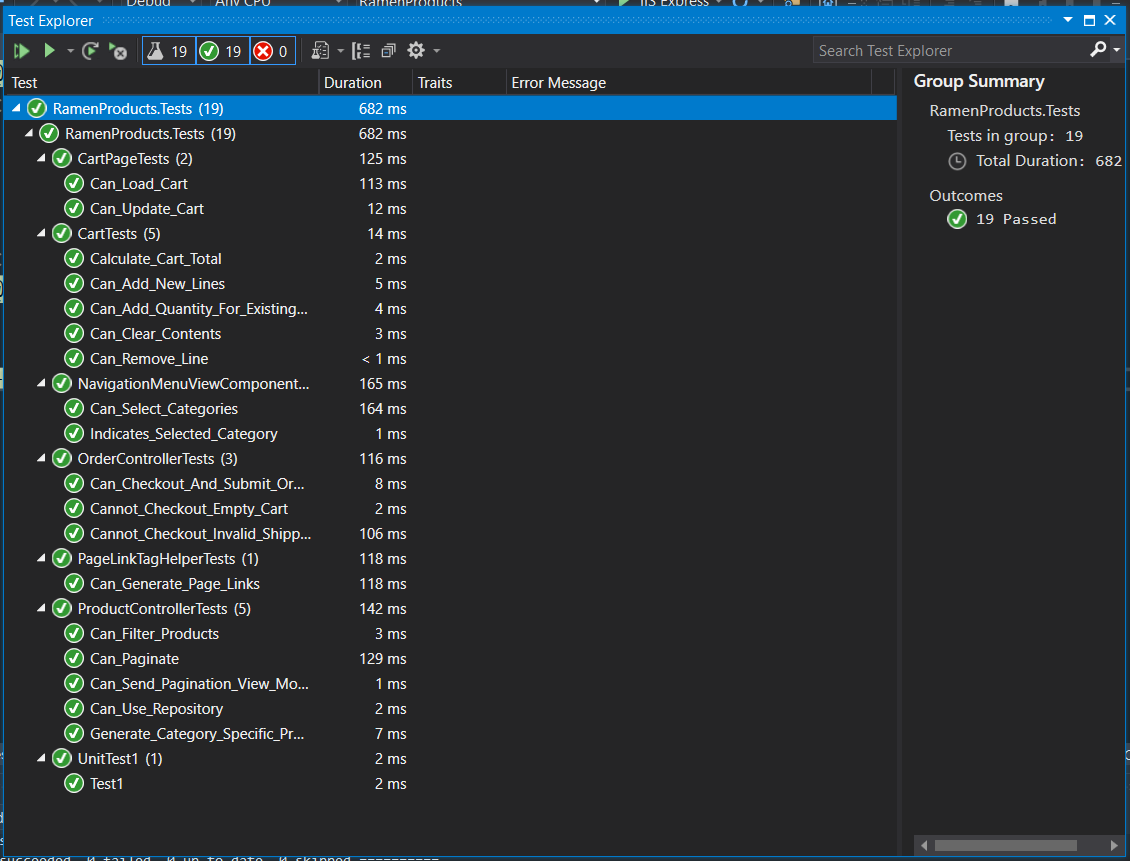 Debug Any CPU RamenProducts IIS Express
Test Explorer
19 19 0
Search Test Explorer
Test Duration Traits Error Message
RamenProducts.Tests (19) 682 ms
RamenProducts.Tests (19) 682 ms
CartPageTests (2) 125 ms
Can_Load_Cart 113 ms
Can_Update_Cart 12 ms
CartTests (5) 14 ms
Calculate_Cart_Total 2 ms
Can_Add_New_Lines 5 ms
Can_Add_Quantity_For_Existing... 4 ms
Can_Clear_Contents 3 ms
Can_Remove_Line < 1 ms
NavigationMenuViewComponent... 165 ms
Can_Select_Categories 164 ms
Indicates_Selected_Category 1 ms
OrderControllerTests (3) 116 ms
Can_Checkout_And_Submit_Or... 8 ms
Cannot_Checkout_Empty_Cart 2 ms
Cannot_Checkout_Invalid_Shipp... 106 ms
PageLinkTagHelperTests (1) 118 ms
Can_Generate_Page_Links 118 ms
ProductControllerTests (5) 142 ms
Can_Filter_Products 3 ms
Can_Paginate 129 ms
Can_Send_Pagination_View_Mo... 1 ms
Can_Use_Repository 2 ms
Generate_Category_Specific_Pr... 7 ms
UnitTest1 (1) 2 ms
Test1 2 ms
Group Summary
RamenProducts.Tests
Tests in group: 19
Total Duration: 682
Outcomes
19 Passed
succeeded, 0 failed, 0 up-to-date, 0 skipped ==========